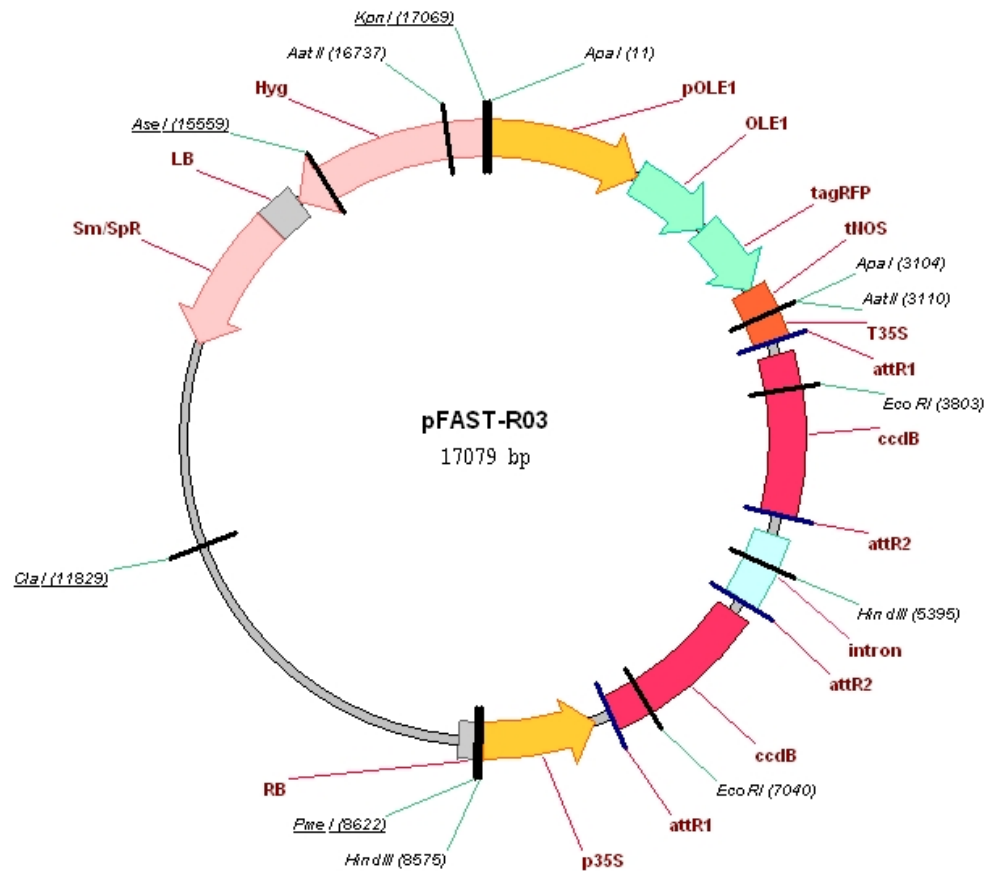 Kpn I (17069)
Aat II (16737)
Apa I (11)
Hyg
pOLE1
Ase I (15559)
OLE1
LB
tagRFP
Sm/SpR
tNOS
Apa I (3104)
Aat II (3110)
T35S
attR1
Eco RI (3803)
pFAST-R03
ccdB
17079 bp
attR2
Cla I (11829)
Hin dIII (5395)
intron
attR2
ccdB
RB
Eco RI (7040)
Pme I (8622)
attR1
Hin dIII (8575)
p35S